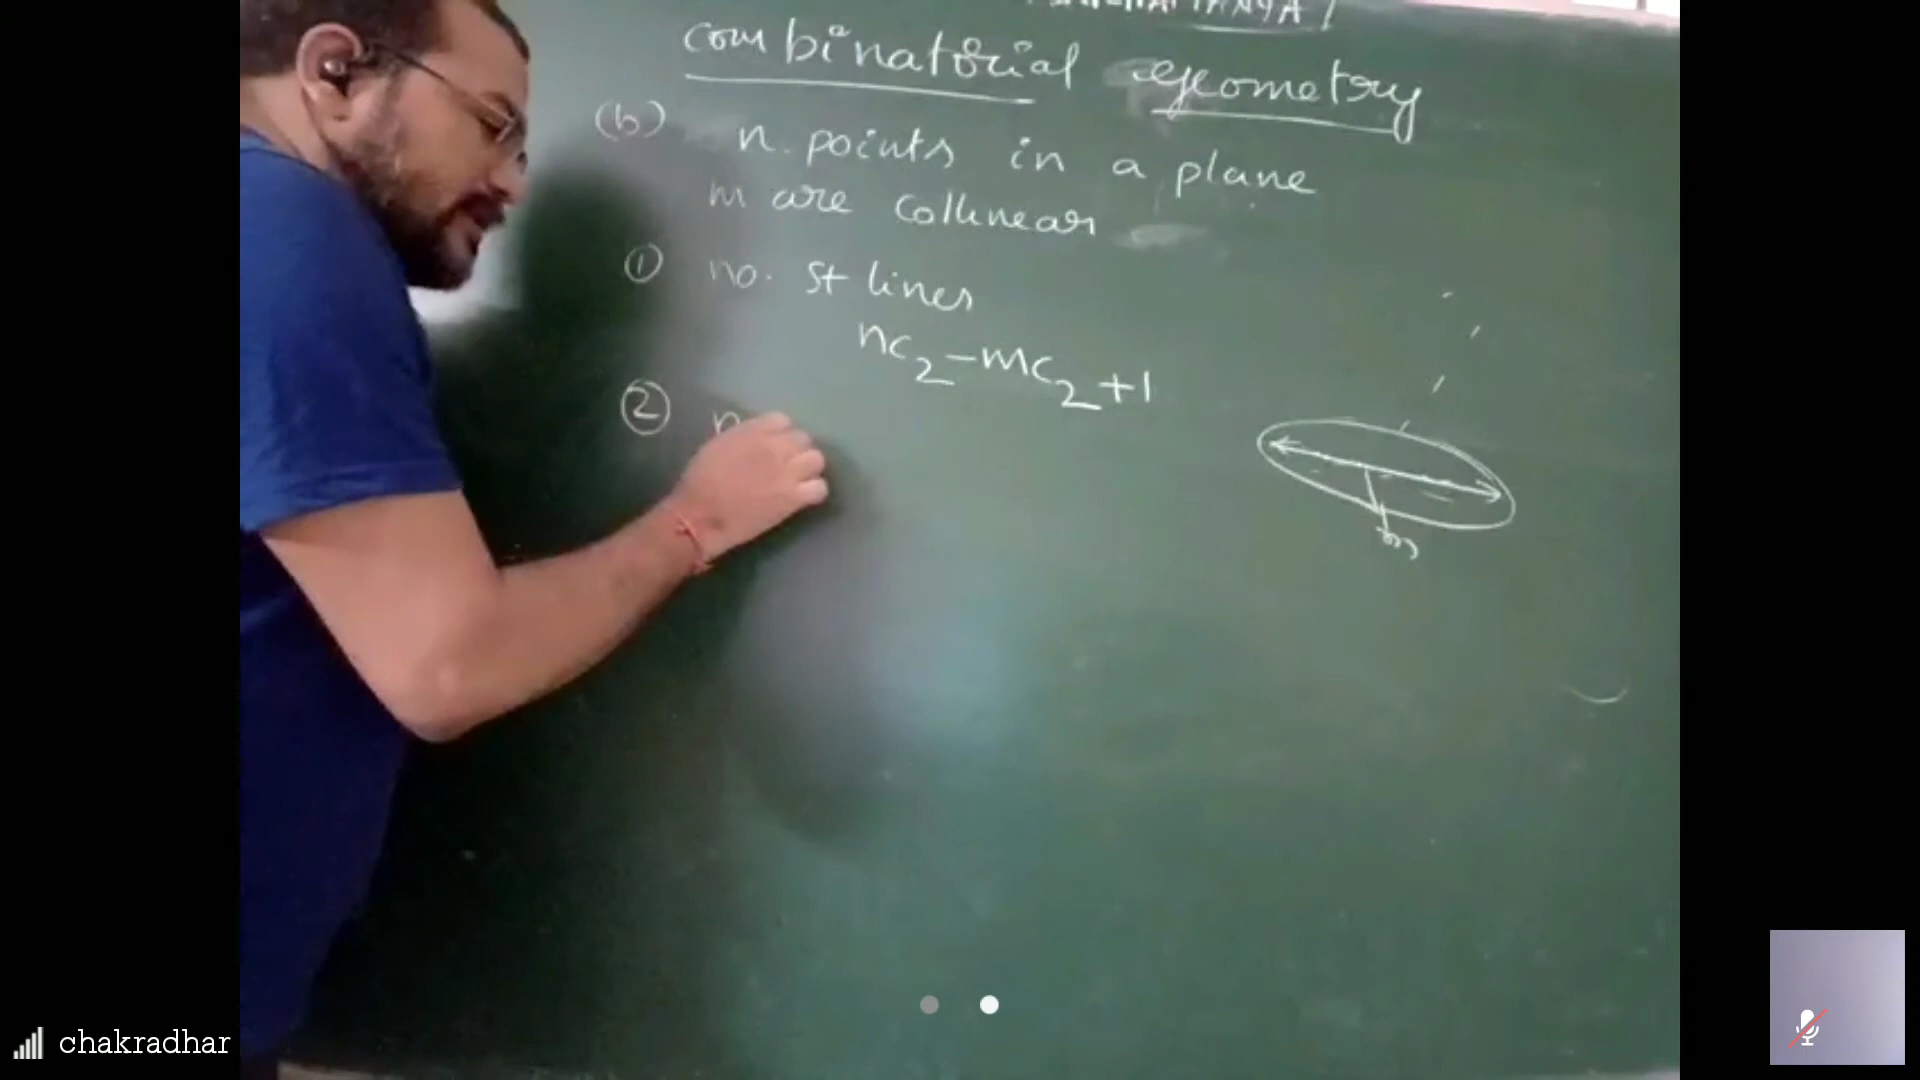 combinatorial geometry
(b) n. points in a plane
m are collinear
① no. St lines
nc₂-mc₂+1
②
m
chakradhar